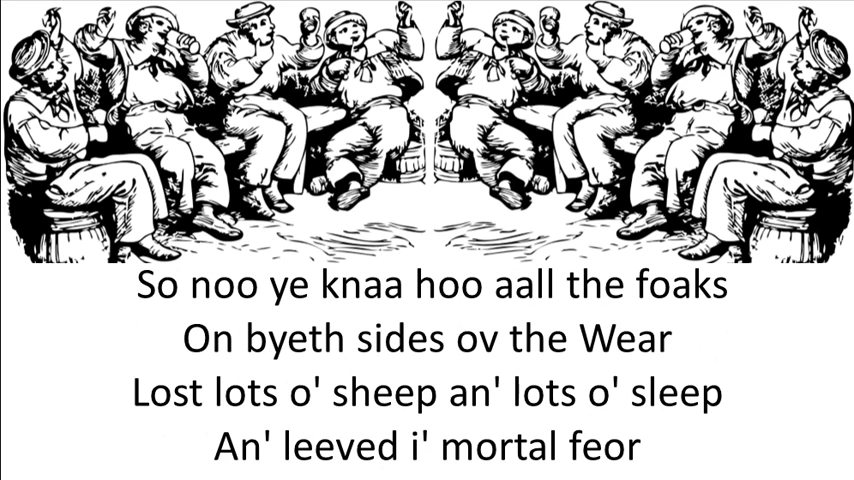 So noo ye knaa hoo aall the foaks
On byeth sides ov the Wear
Lost lots o' sheep an' lots o' sleep
An' leeved i' mortal feor